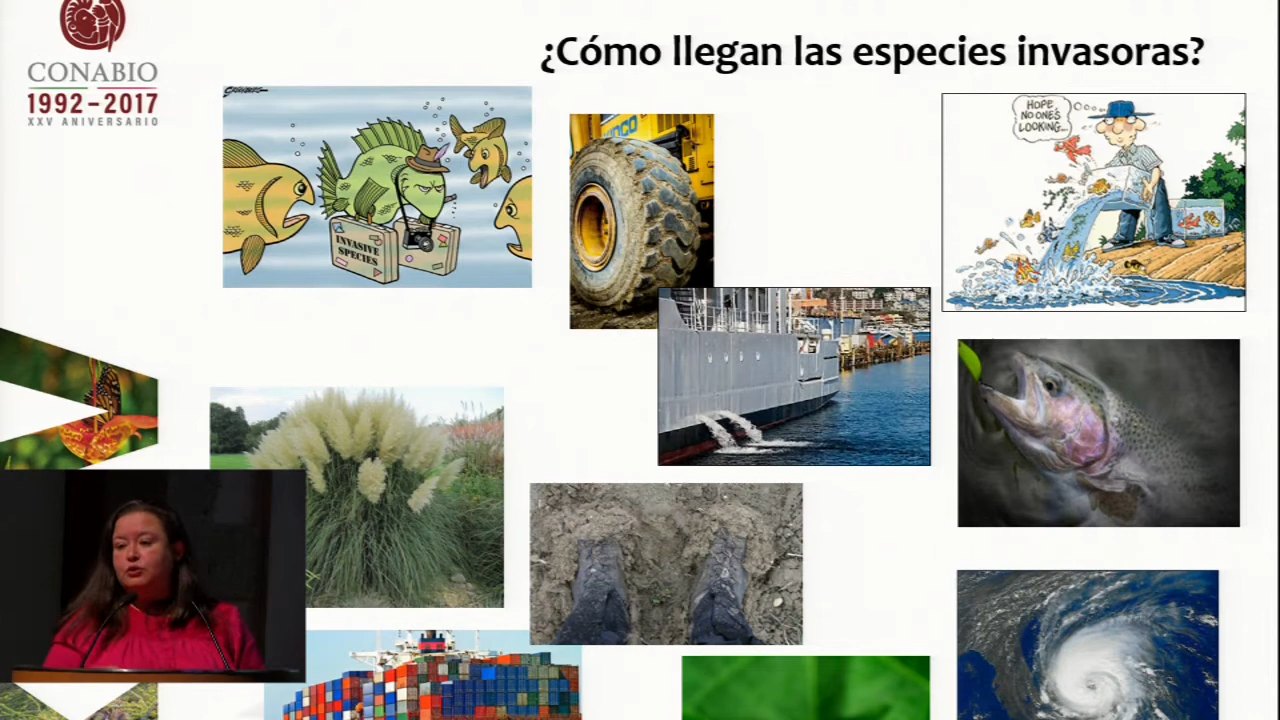 ¿Cómo llegan las especies invasoras?
CONABIO
1992-2017
XXV ANIVERSARIO
INVASIVE
SPECIES
HOPE
NO ONE'S
LOOKING...